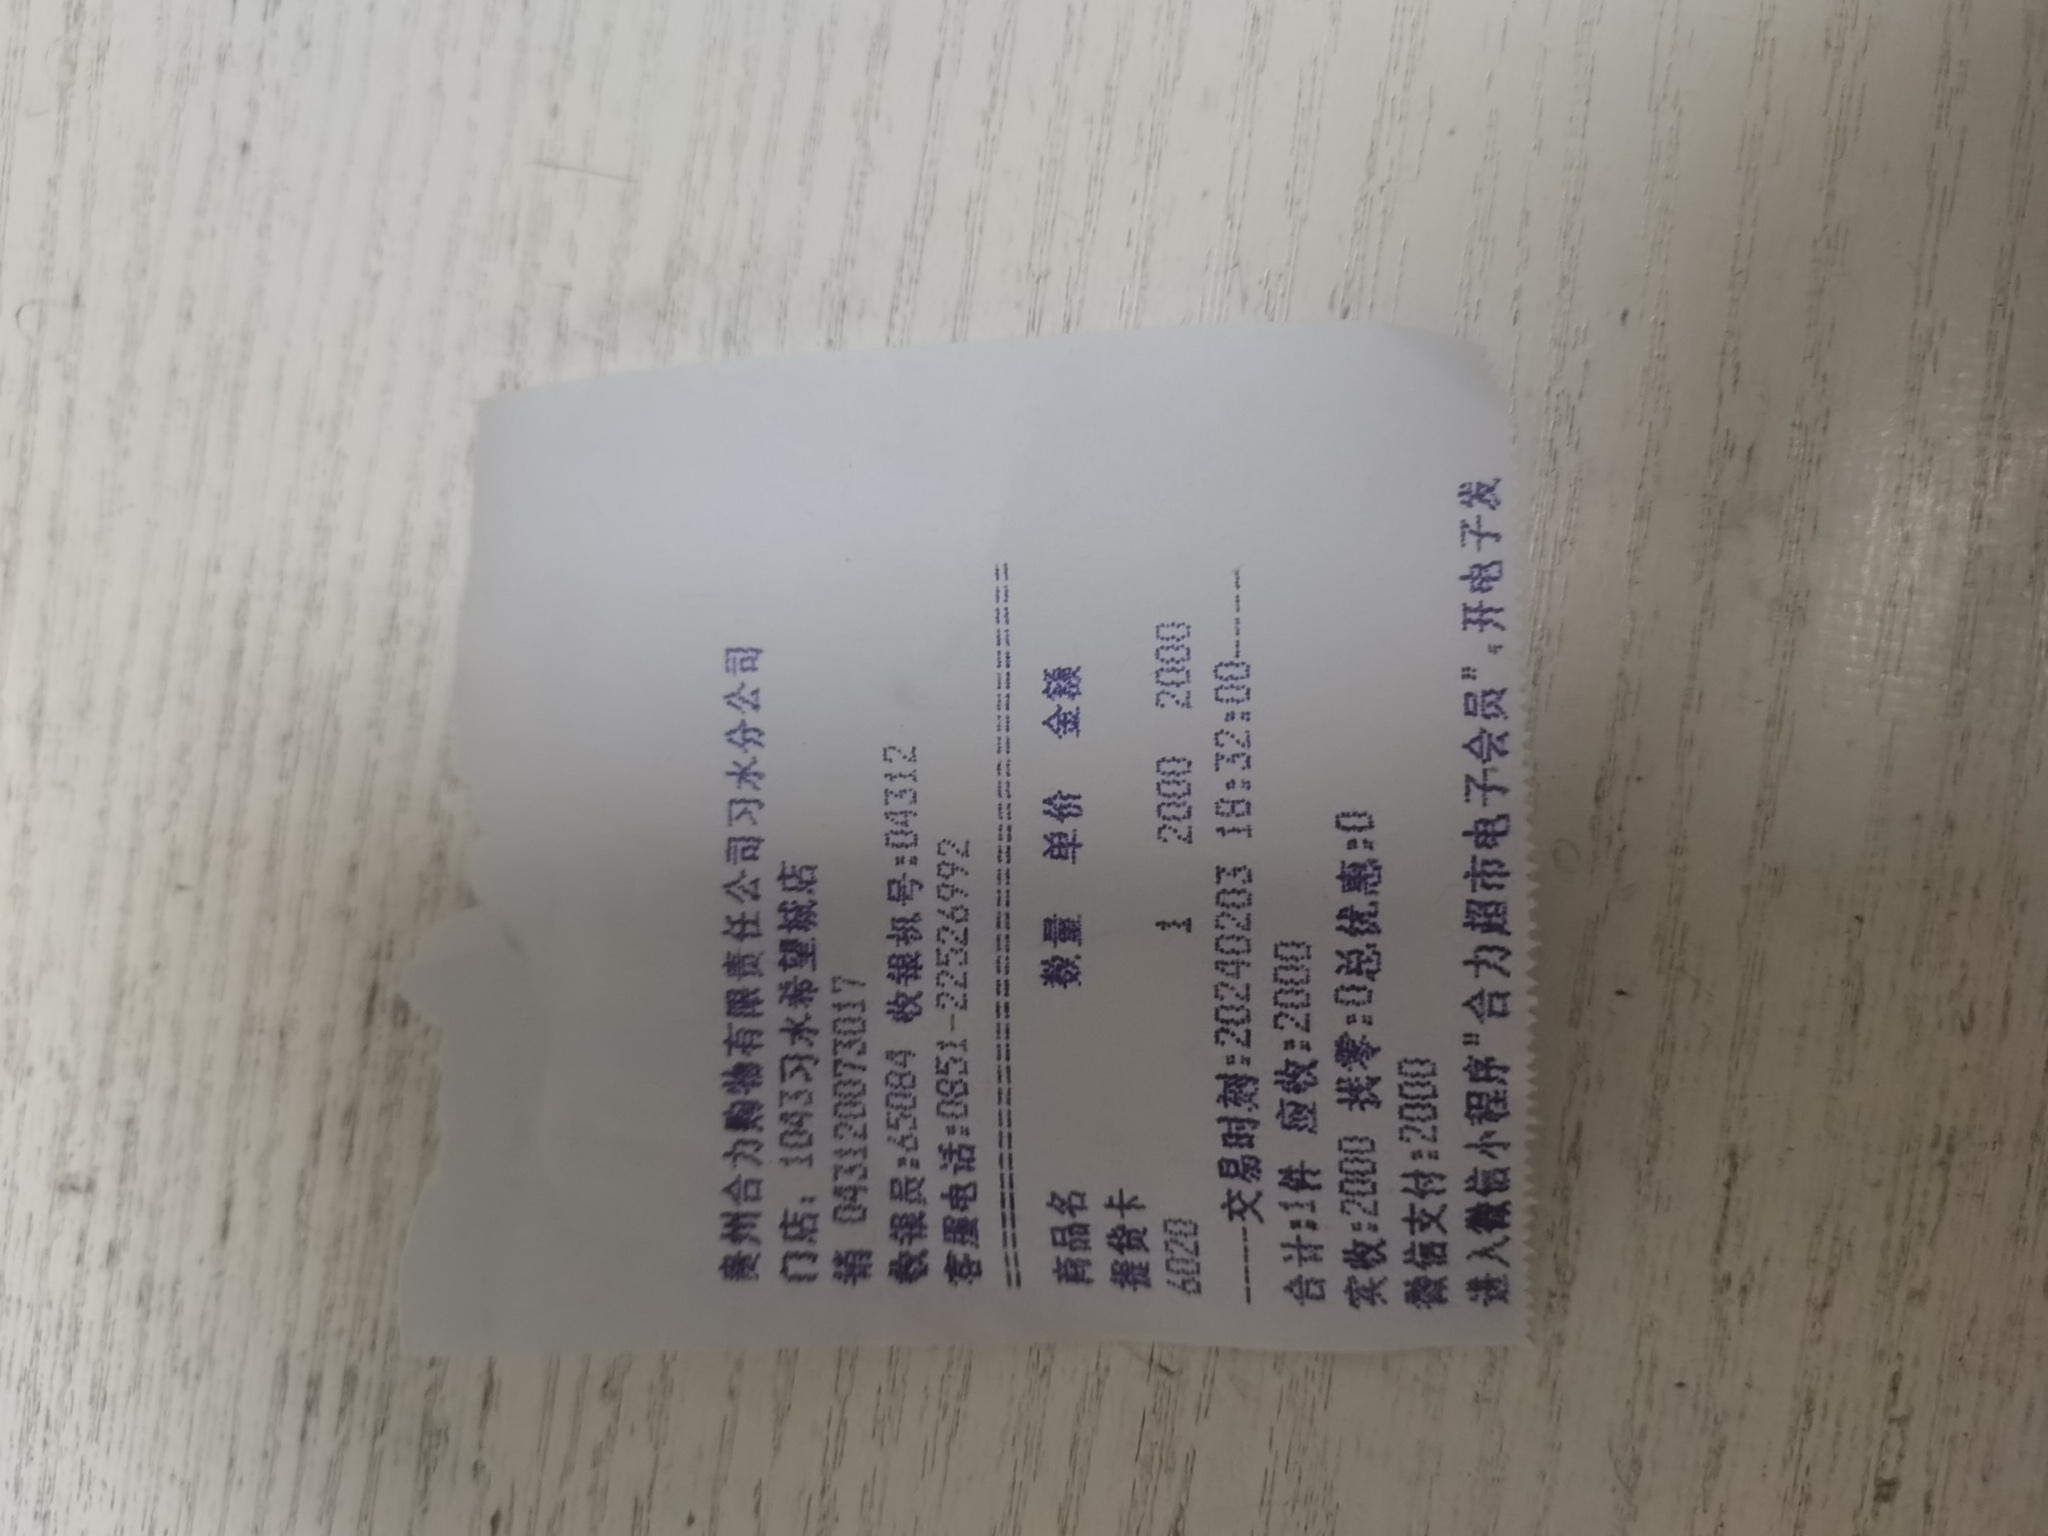 贵州合力购物有限责任公司习水分公司
门店: 1043习水希望城店
销 043120073017
收银员:65084 收银机号:04312
客服电话:0851-22526992
================================
商品名 数量 单价 金额
提货卡
6020 1 2000 2000
-----交易时刻:20240203 18:32:00-----
合计:1件 应收:2000
实收:2000 找零:0总优惠:0
微信支付:2000
进入微信小程序"合力超市电子会员",开电子发